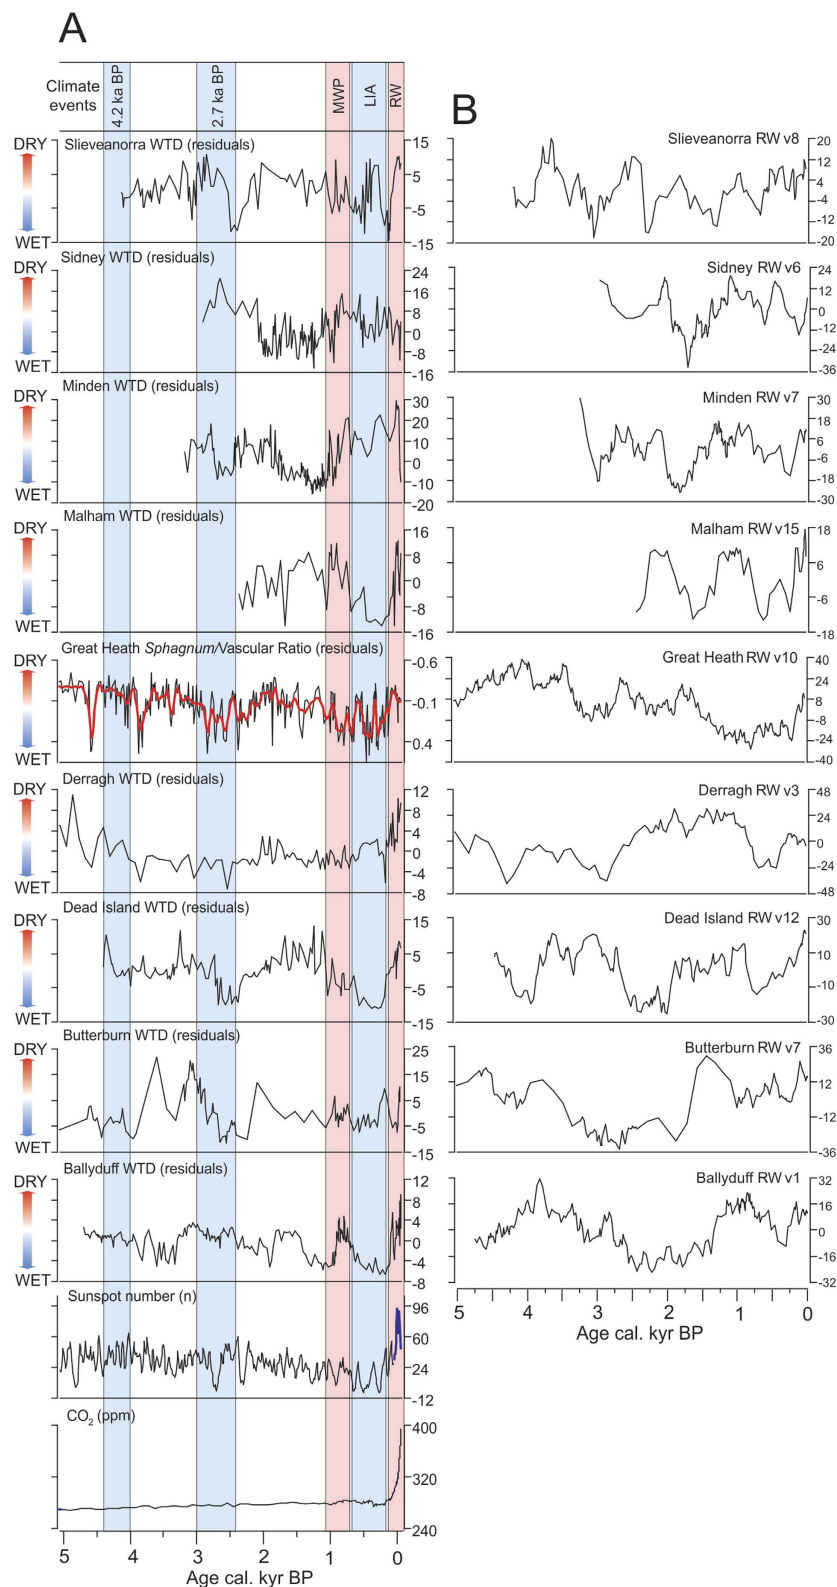 A
Climate
events
4.2 ka BP
2.7 ka BP
MWP
LIA
RW
DRY
WET
Slieveanorra WTD (residuals)
15
5
-5
-15
DRY
WET
Sidney WTD (residuals)
24
16
8
0
-8
-16
DRY
WET
Minden WTD (residuals)
30
20
10
0
-10
-20
DRY
WET
Malham WTD (residuals)
16
8
0
-8
-16
DRY
WET
Great Heath Sphagnum/Vascular Ratio (residuals)
-0.6
-0.1
0.4
DRY
WET
Derragh WTD (residuals)
12
8
4
0
-4
-8
DRY
WET
Dead Island WTD (residuals)
15
5
-5
-15
DRY
WET
Butterburn WTD (residuals)
25
15
5
-5
-15
DRY
WET
Ballyduff WTD (residuals)
12
8
4
0
-4
-8
Sunspot number (n)
96
60
24
-12
CO2 (ppm)
400
320
240
5 4 3 2 1 0
Age cal. kyr BP
B
Slieveanorra RW v8
20
12
4
-4
-12
-20
Sidney RW v6
24
12
0
-12
-24
-36
Minden RW v7
30
18
6
-6
-18
-30
Malham RW v15
18
6
-6
-18
Great Heath RW v10
40
24
8
-8
-24
-40
Derragh RW v3
48
24
0
-24
-48
Dead Island RW v12
30
10
-10
-30
Butterburn RW v7
36
12
-12
-36
Ballyduff RW v1
32
16
0
-16
-32
5 4 3 2 1 0
Age cal. kyr BP